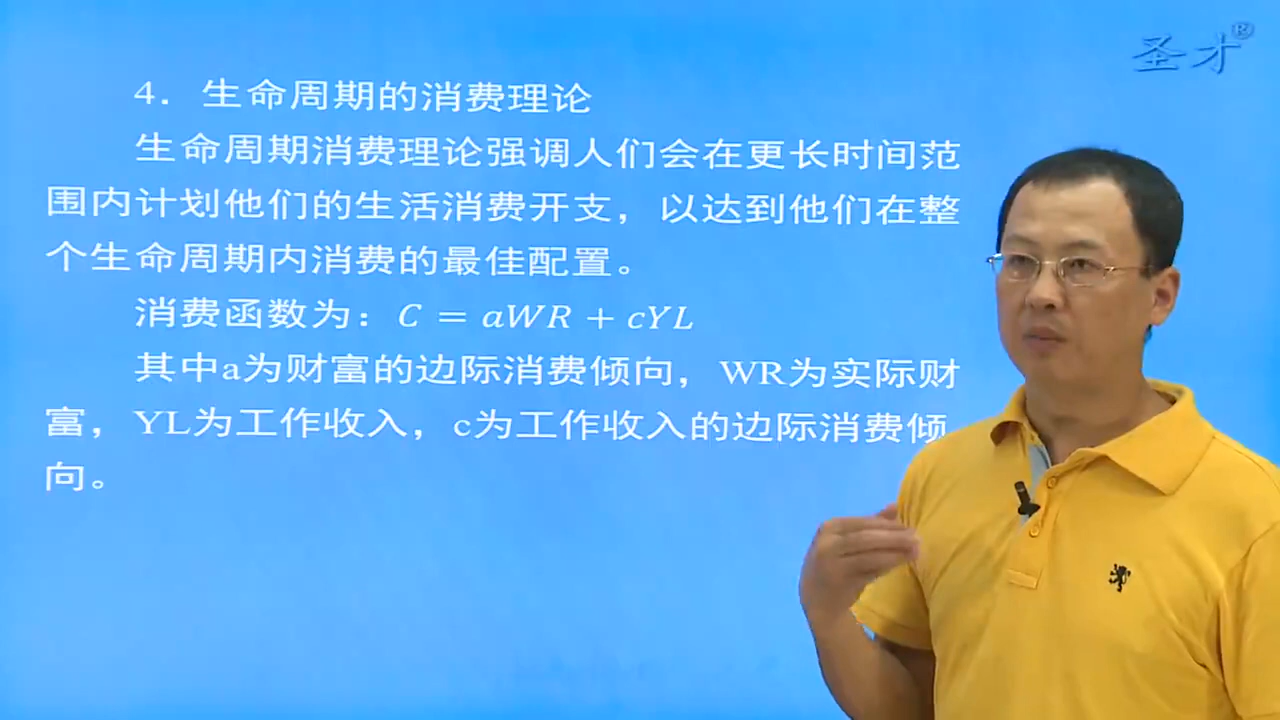 圣才®
4．生命周期的消费理论
生命周期消费理论强调人们会在更长时间范
围内计划他们的生活消费开支，以达到他们在整
个生命周期内消费的最佳配置。
消费函数为：C = aWR + cYL
其中a为财富的边际消费倾向，WR为实际财
富，YL为工作收入，c为工作收入的边际消费倾
向。